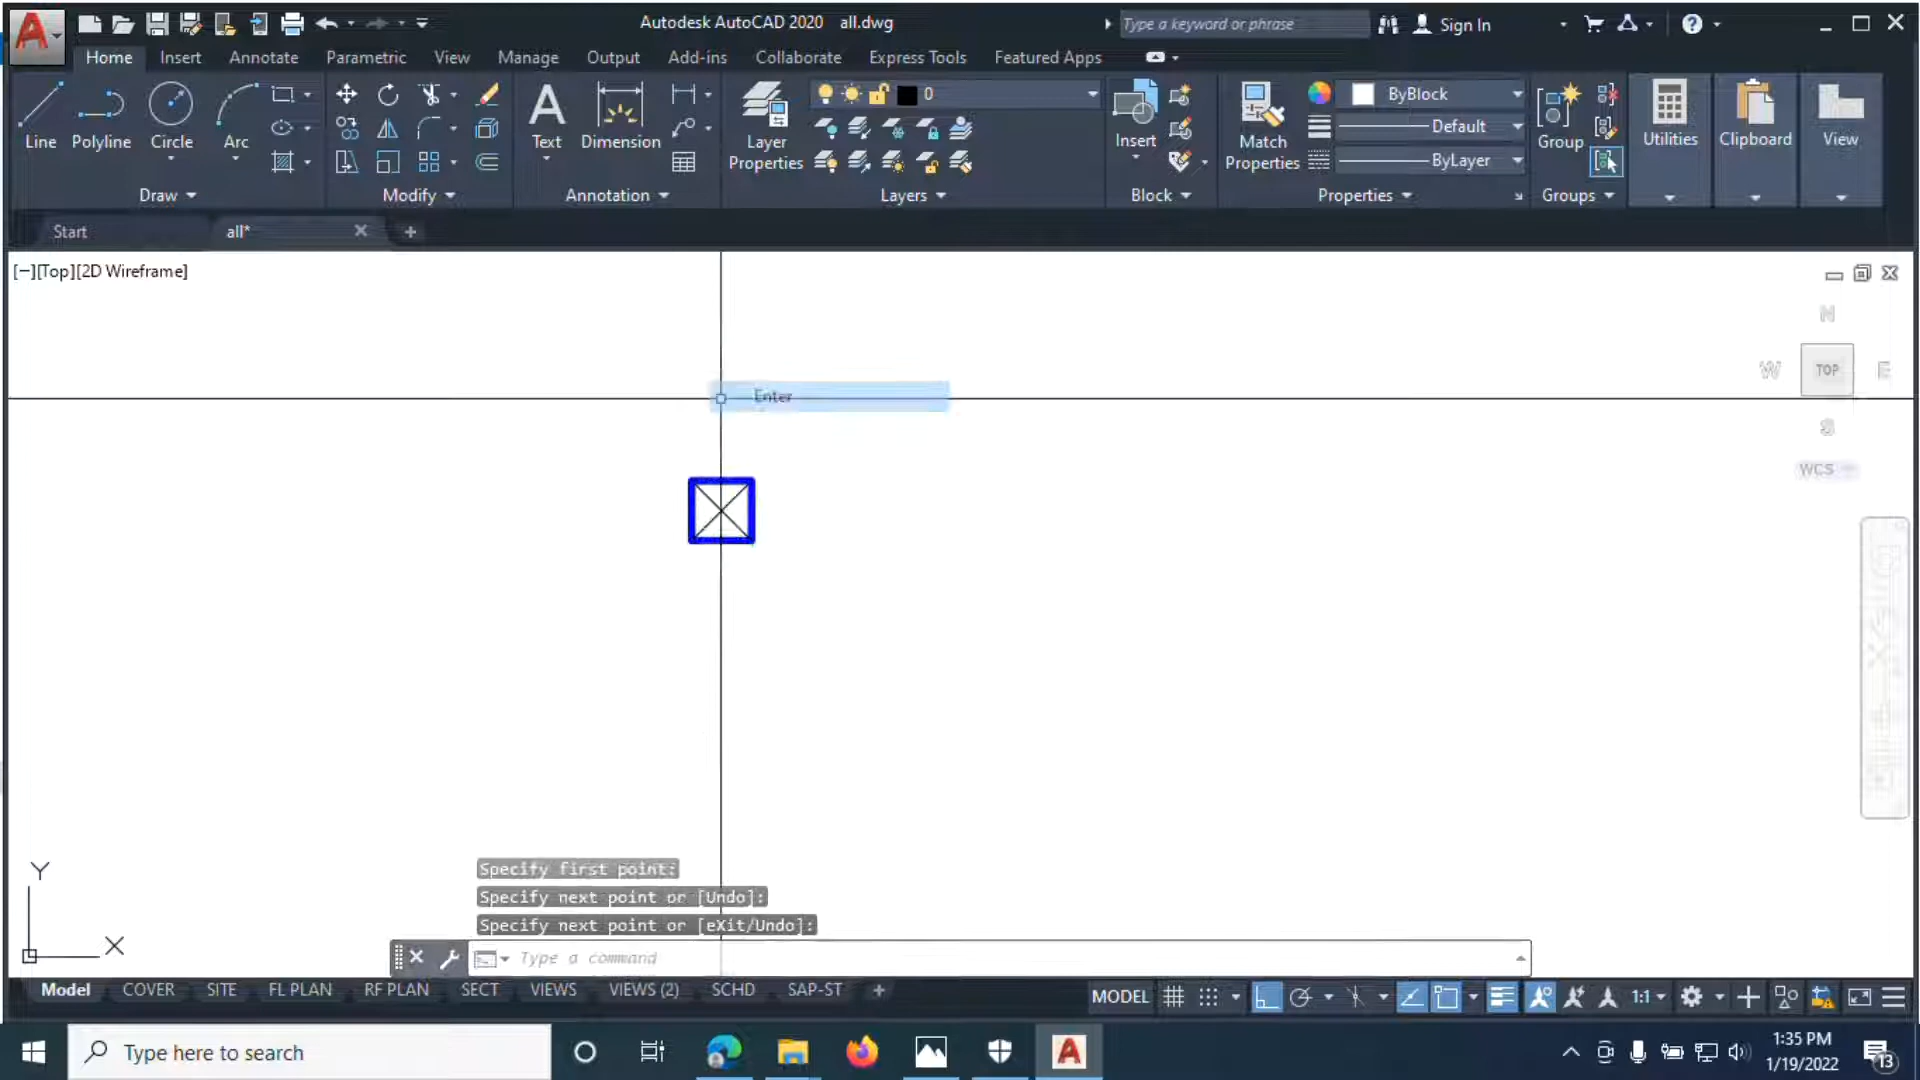 Autodesk AutoCAD 2020 all.dwg
Type a keyword or phrase
Sign In
Home Insert Annotate Parametric View Manage Output Add-ins Collaborate Express Tools Featured Apps
Line Polyline Circle Arc
Text Dimension
Layer Properties
0
Insert
Match Properties
ByBlock
Default
ByLayer
Group
Utilities
Clipboard
View
Draw Modify Annotation Layers Block Properties Groups
Start all*
[−][Top][2D Wireframe]
N
W TOP E
S
WCS
Enter
Specify first point:
Specify next point or [Undo]:
Specify next point or [eXit/Undo]:
Type a command
Y
X
Model COVER SITE FL PLAN RF PLAN SECT VIEWS VIEWS (2) SCHD SAP-ST
MODEL 1:1
Type here to search
1:35 PM
1/19/2022
13